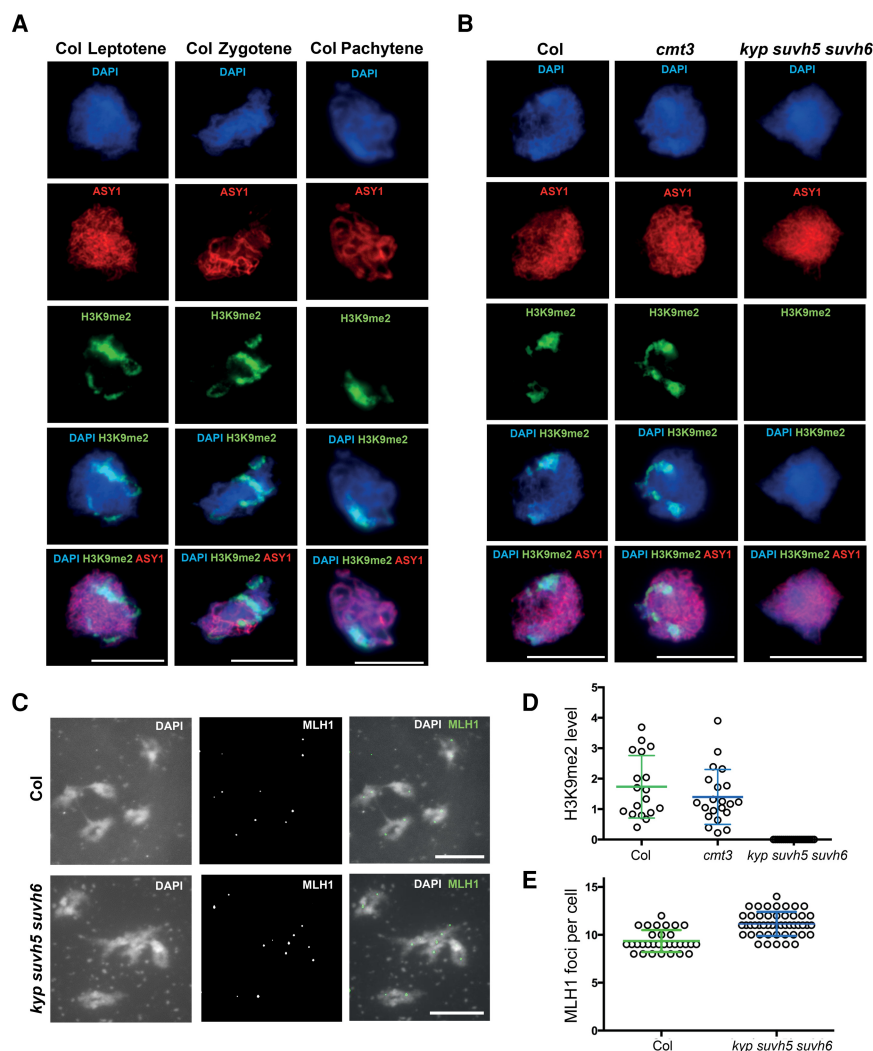 A
Col Leptotene Col Zygotene Col Pachytene
DAPI DAPI DAPI
ASY1 ASY1 ASY1
H3K9me2 H3K9me2 H3K9me2
DAPI H3K9me2 DAPI H3K9me2 DAPI H3K9me2
DAPI H3K9me2 ASY1 DAPI H3K9me2 ASY1 DAPI H3K9me2 ASY1
B
Col cmt3 kyp suvh5 suvh6
DAPI DAPI DAPI
ASY1 ASY1 ASY1
H3K9me2 H3K9me2 H3K9me2
DAPI H3K9me2 DAPI H3K9me2 DAPI H3K9me2
DAPI H3K9me2 ASY1 DAPI H3K9me2 ASY1 DAPI H3K9me2 ASY1
C
Col
DAPI MLH1 DAPI MLH1
kyp suvh5 suvh6
DAPI MLH1 DAPI MLH1
D
H3K9me2 level
5
4
3
2
1
0
Col cmt3 kyp suvh5 suvh6
E
MLH1 foci per cell
15
10
5
0
Col kyp suvh5 suvh6